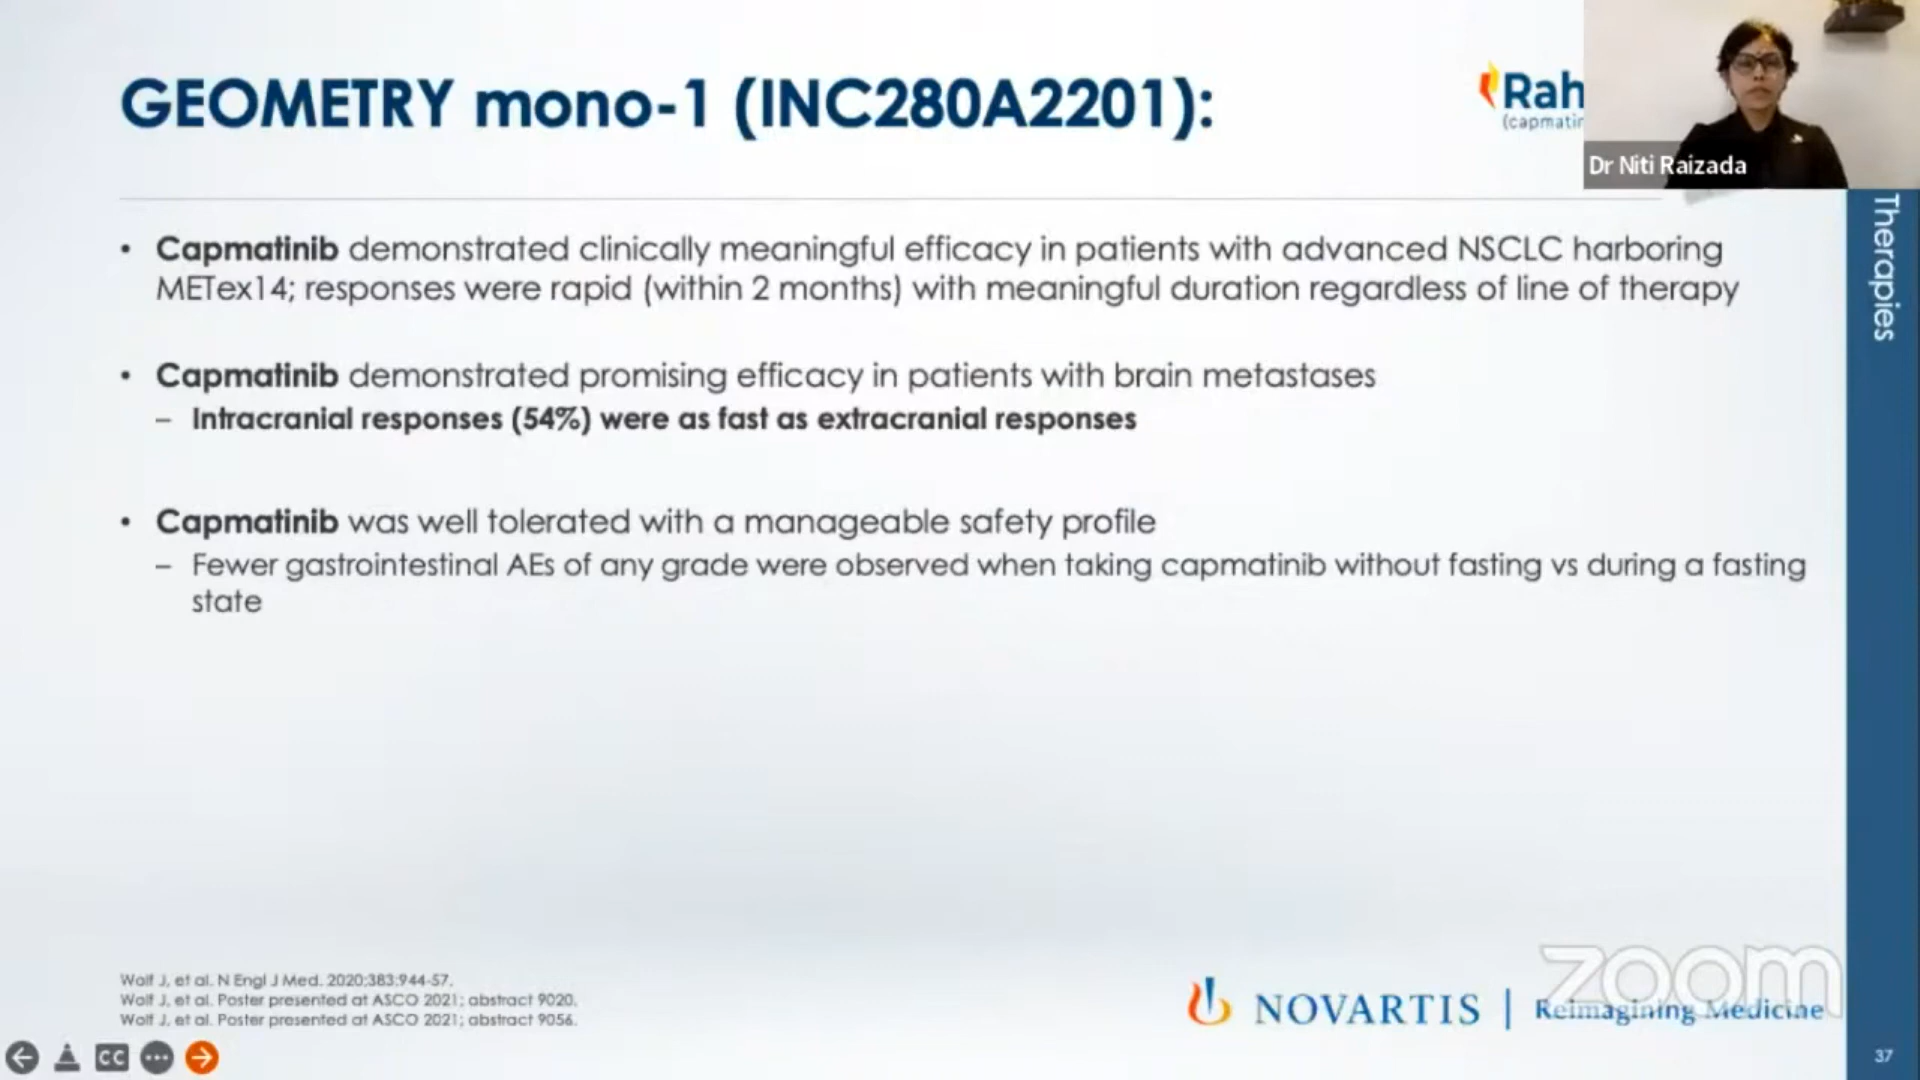 GEOMETRY mono-1 (INC280A2201):
Rah
(capmatin
Dr Niti Raizada
Therapies
• Capmatinib demonstrated clinically meaningful efficacy in patients with advanced NSCLC harboring
METex14; responses were rapid (within 2 months) with meaningful duration regardless of line of therapy
• Capmatinib demonstrated promising efficacy in patients with brain metastases
– Intracranial responses (54%) were as fast as extracranial responses
• Capmatinib was well tolerated with a manageable safety profile
– Fewer gastrointestinal AEs of any grade were observed when taking capmatinib without fasting vs during a fasting
state
Wolf J, et al. N Engl J Med. 2020;383:944-57.
Wolf J, et al. Poster presented at ASCO 2021; abstract 9020.
Wolf J, et al. Poster presented at ASCO 2021; abstract 9056.
NOVARTIS | Reimagining Medicine
zoom
CC
37